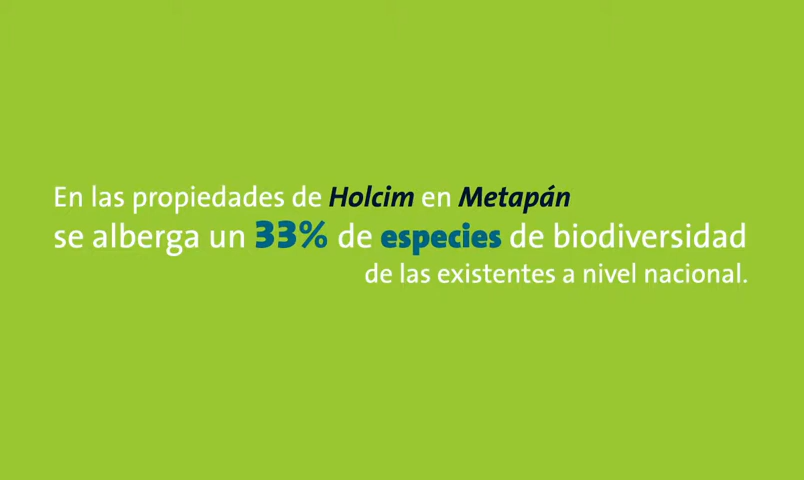 En las propiedades de Holcim en Metapán
se alberga un 33% de especies de biodiversidad
de las existentes a nivel nacional.